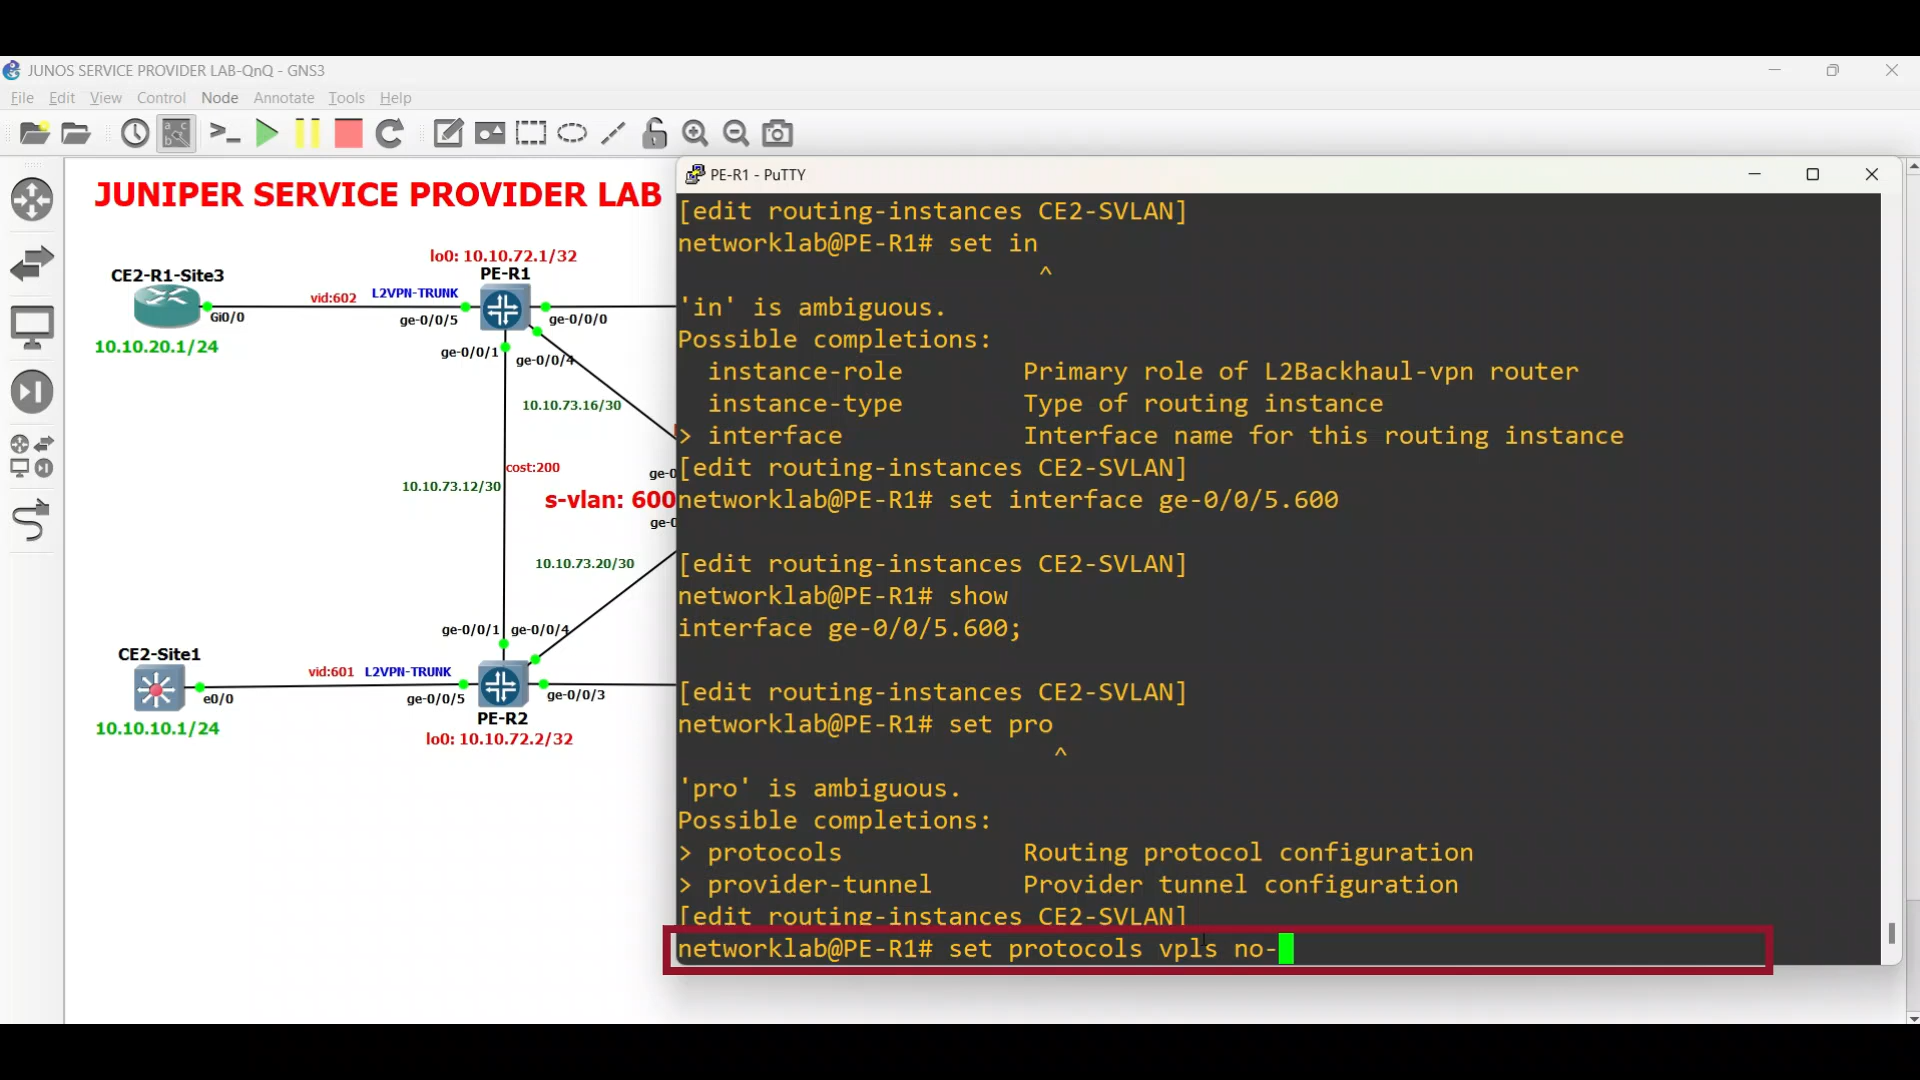 JUNOS SERVICE PROVIDER LAB-QnQ - GNS3
File Edit View Control Node Annotate Tools Help
JUNIPER SERVICE PROVIDER LAB
lo0: 10.10.72.1/32
CE2-R1-Site3
PE-R1
vid:602 L2VPN-TRUNK
Gi0/0
ge-0/0/5
ge-0/0/0
10.10.20.1/24
ge-0/0/1
ge-0/0/4
10.10.73.16/30
cost:200
ge-0
10.10.73.12/30
s-vlan: 600
ge-0
10.10.73.20/30
ge-0/0/1 ge-0/0/4
CE2-Site1
vid:601 L2VPN-TRUNK
e0/0
ge-0/0/5
ge-0/0/3
PE-R2
10.10.10.1/24
lo0: 10.10.72.2/32
PE-R1 - PuTTY
[edit routing-instances CE2-SVLAN]
networklab@PE-R1# set in
^
'in' is ambiguous.
Possible completions:
instance-role Primary role of L2Backhaul-vpn router
instance-type Type of routing instance
> interface Interface name for this routing instance
[edit routing-instances CE2-SVLAN]
networklab@PE-R1# set interface ge-0/0/5.600
[edit routing-instances CE2-SVLAN]
networklab@PE-R1# show
interface ge-0/0/5.600;
[edit routing-instances CE2-SVLAN]
networklab@PE-R1# set pro
^
'pro' is ambiguous.
Possible completions:
> protocols Routing protocol configuration
> provider-tunnel Provider tunnel configuration
[edit routing-instances CE2-SVLAN]
networklab@PE-R1# set protocols vpls no-